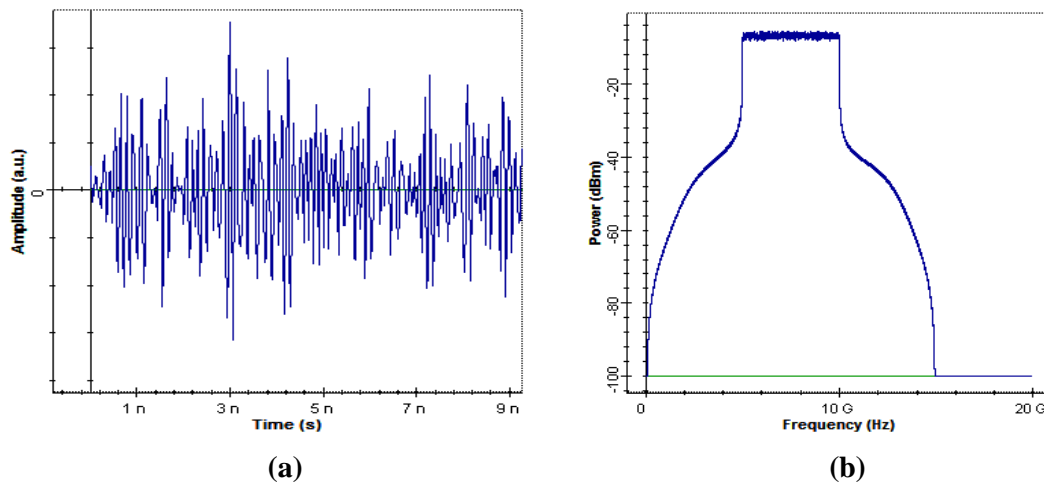 Amplitude (a.u.)
0
1 n 3 n 5 n 7 n 9 n
Time (s)
(a)
Power (dBm)
-20
-40
-60
-80
-100
0 10 G 20 G
Frequency (Hz)
(b)